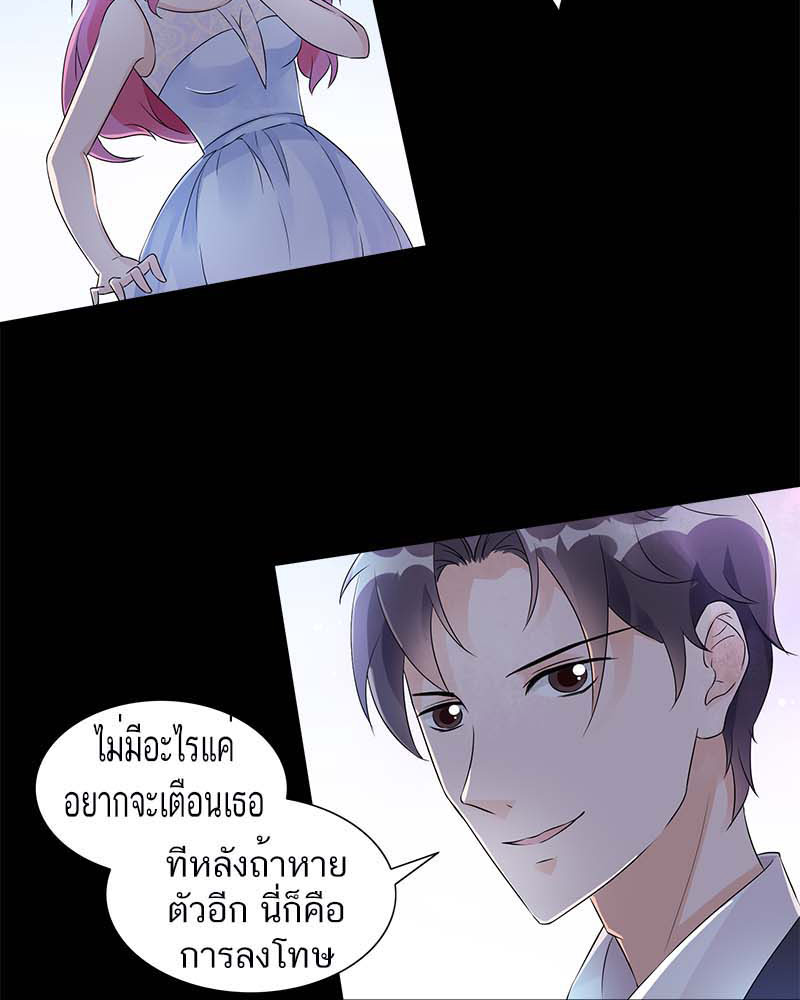 ไม่มีอะไรแค่
อยากจะเตือนเธอ
ทีหลังถ้าหาย
ตัวอีก นี่ก็คือ
การลงโทษ